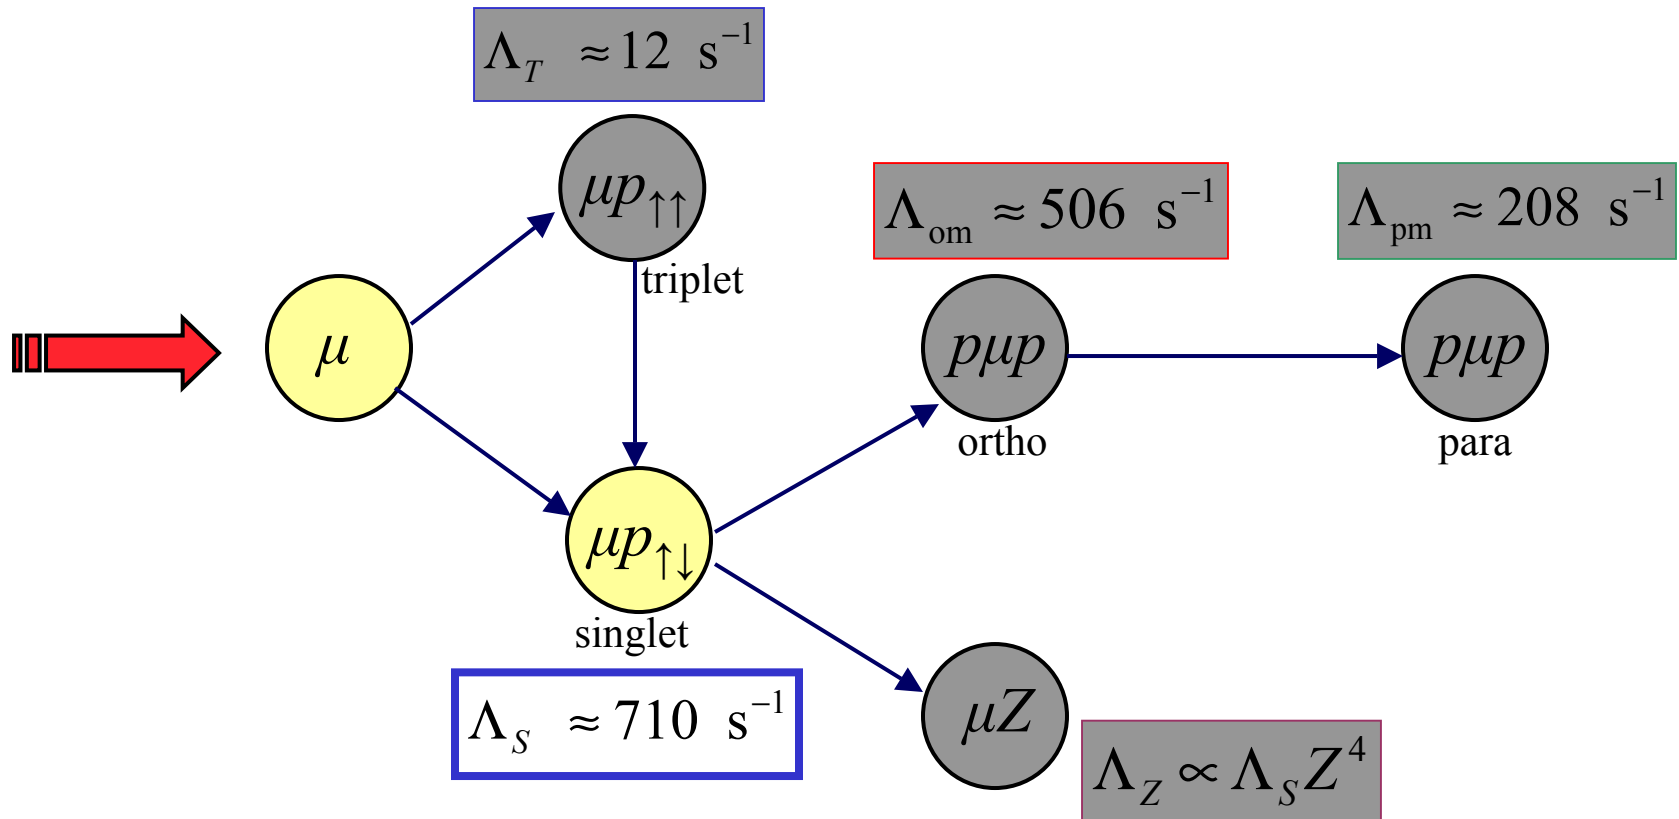 Λ_T ≈ 12 s⁻¹
μp↑↑
triplet
Λ_om ≈ 506 s⁻¹
Λ_pm ≈ 208 s⁻¹
μ
pμp
ortho
pμp
para
μp↑↓
singlet
Λ_S ≈ 710 s⁻¹
μZ
Λ_Z ∝ Λ_S Z⁴